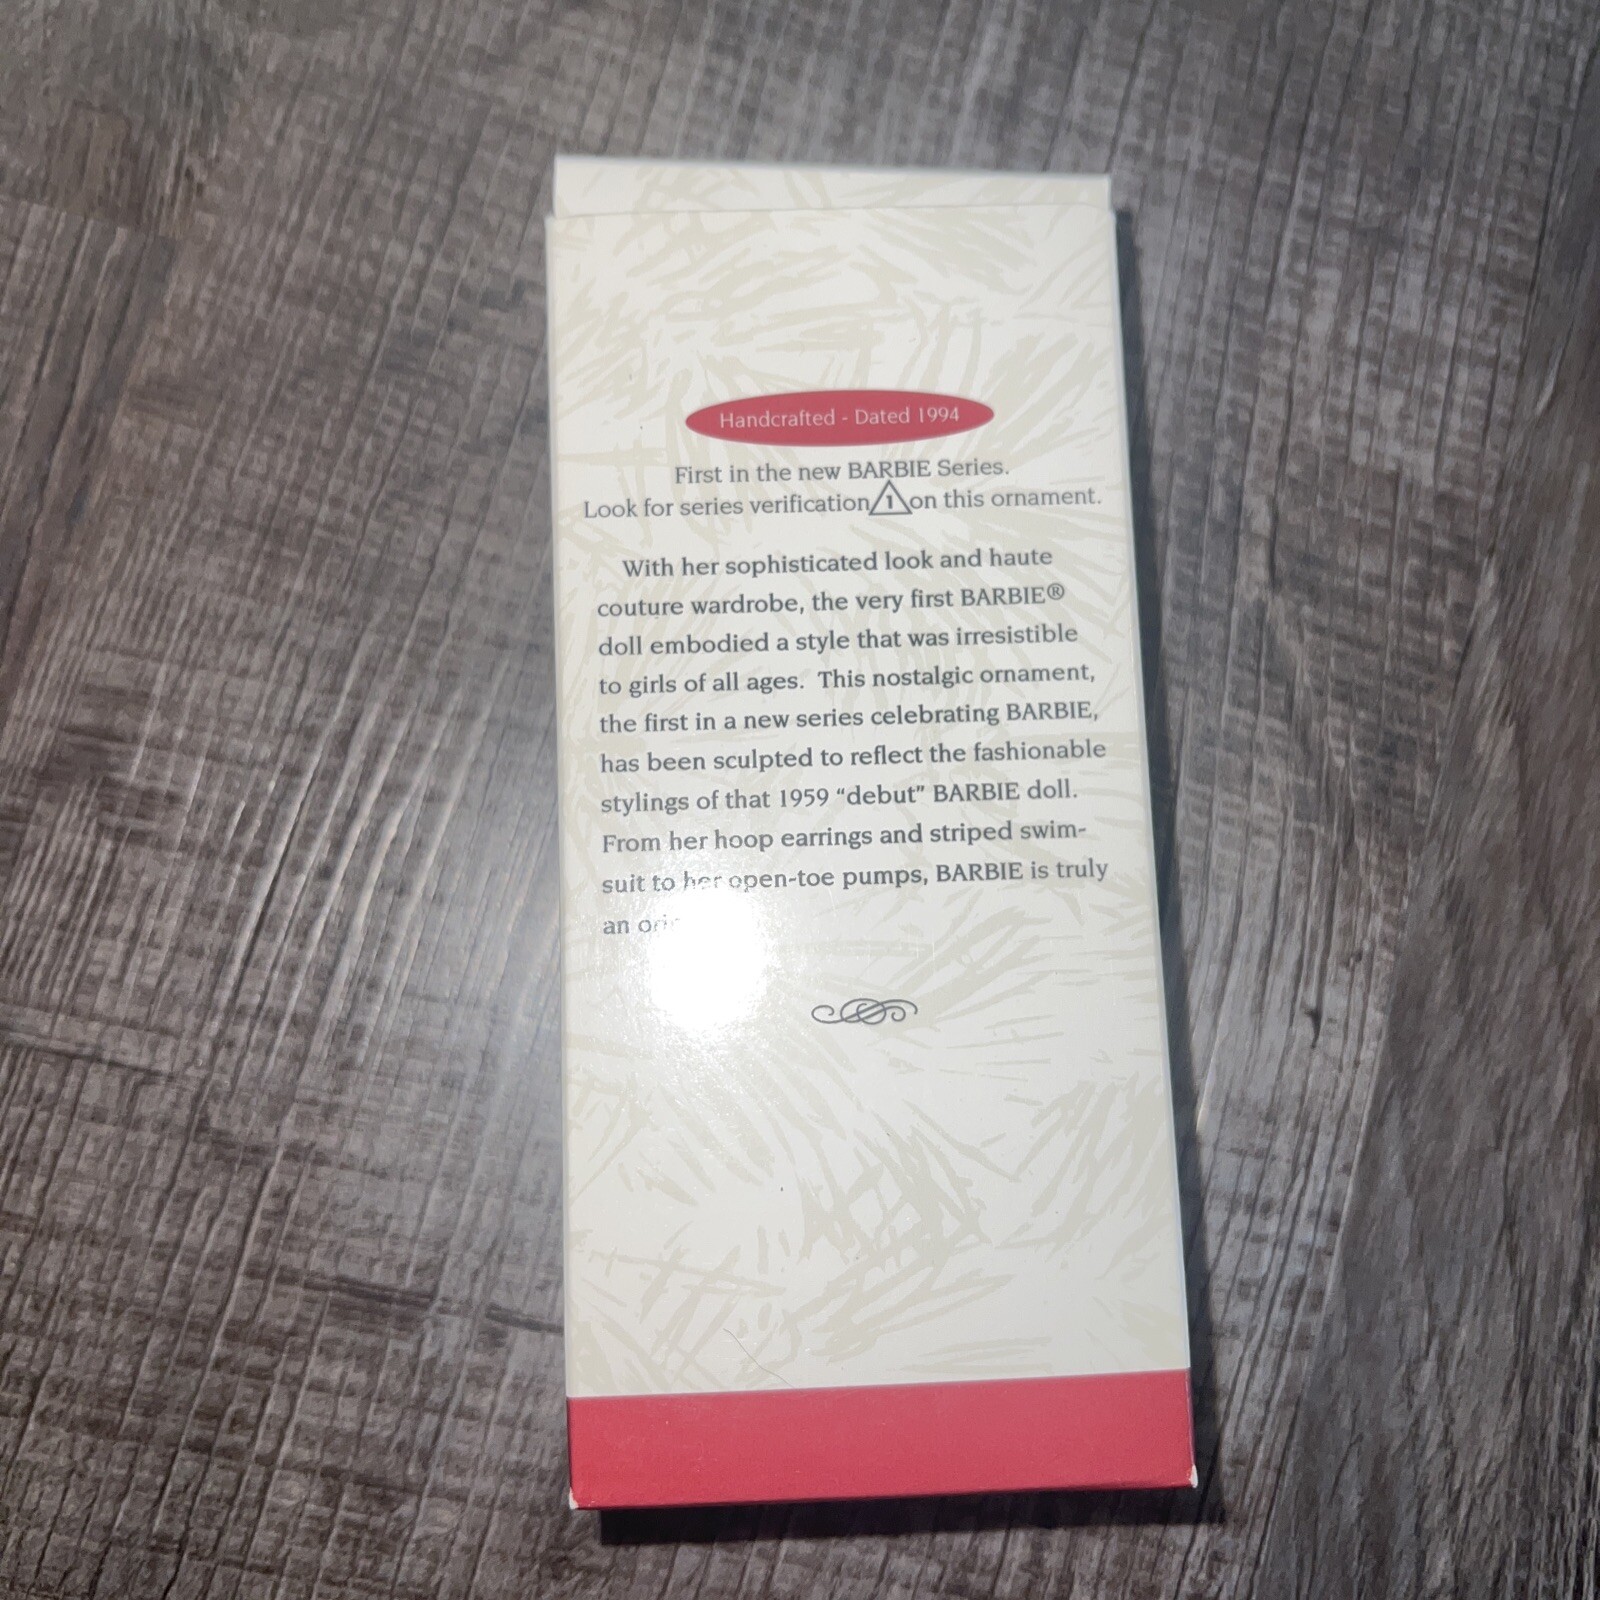 Handcrafted - Dated 1994
First in the new BARBIE Series.
Look for series verification 1 on this ornament.
With her sophisticated look and haute
couture wardrobe, the very first BARBIE®
doll embodied a style that was irresistible
to girls of all ages. This nostalgic ornament,
the first in a new series celebrating BARBIE,
has been sculpted to reflect the fashionable
stylings of that 1959 “debut” BARBIE doll.
From her hoop earrings and striped swim-
suit to her open-toe pumps, BARBIE is truly
an